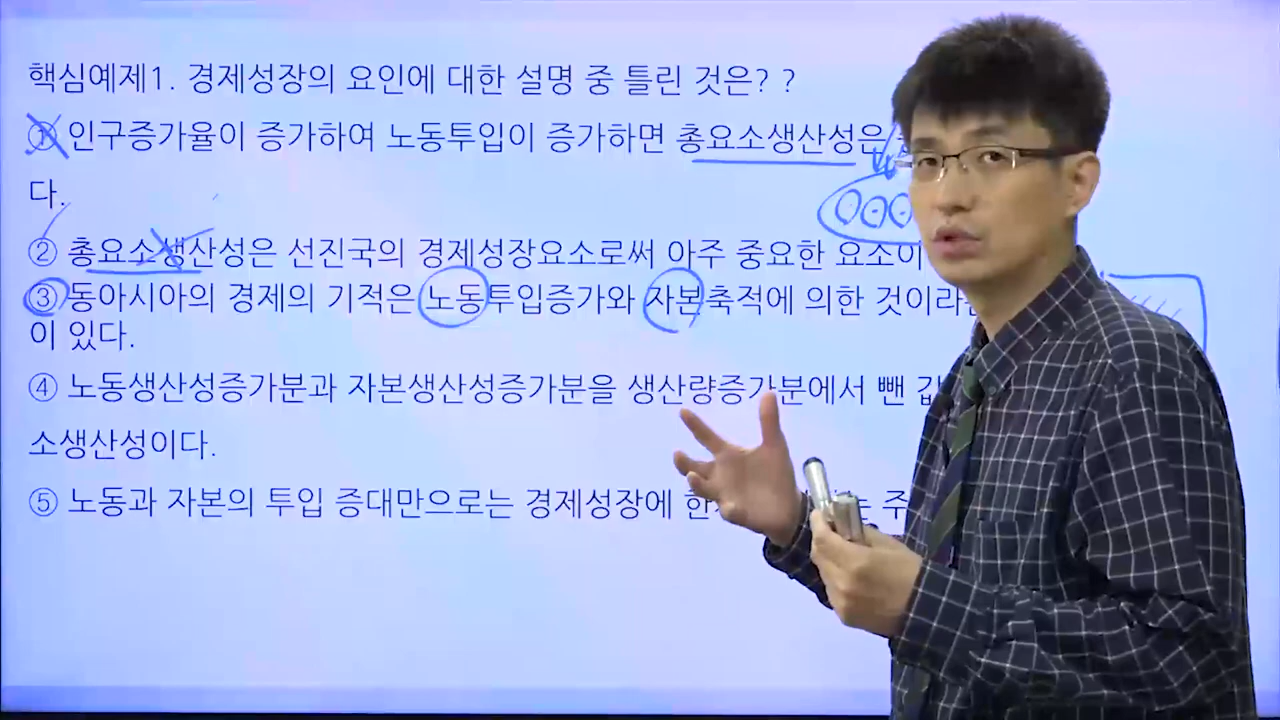 핵심예제1. 경제성장의 요인에 대한 설명 중 틀린 것은? ?
① 인구증가율이 증가하여 노동투입이 증가하면 총요소생산성은
다.
② 총요소생산성은 선진국의 경제성장요소로써 아주 중요한
③ 동아시아의 경제의 기적은 노동투입증가와 자본축적에 의한
이 있다.
④ 노동생산성증가분과 자본생산성증가분을 생산량증가분에서 뺀
소생산성이다.
⑤ 노동과 자본의 투입 증대만으로는 경제성장에